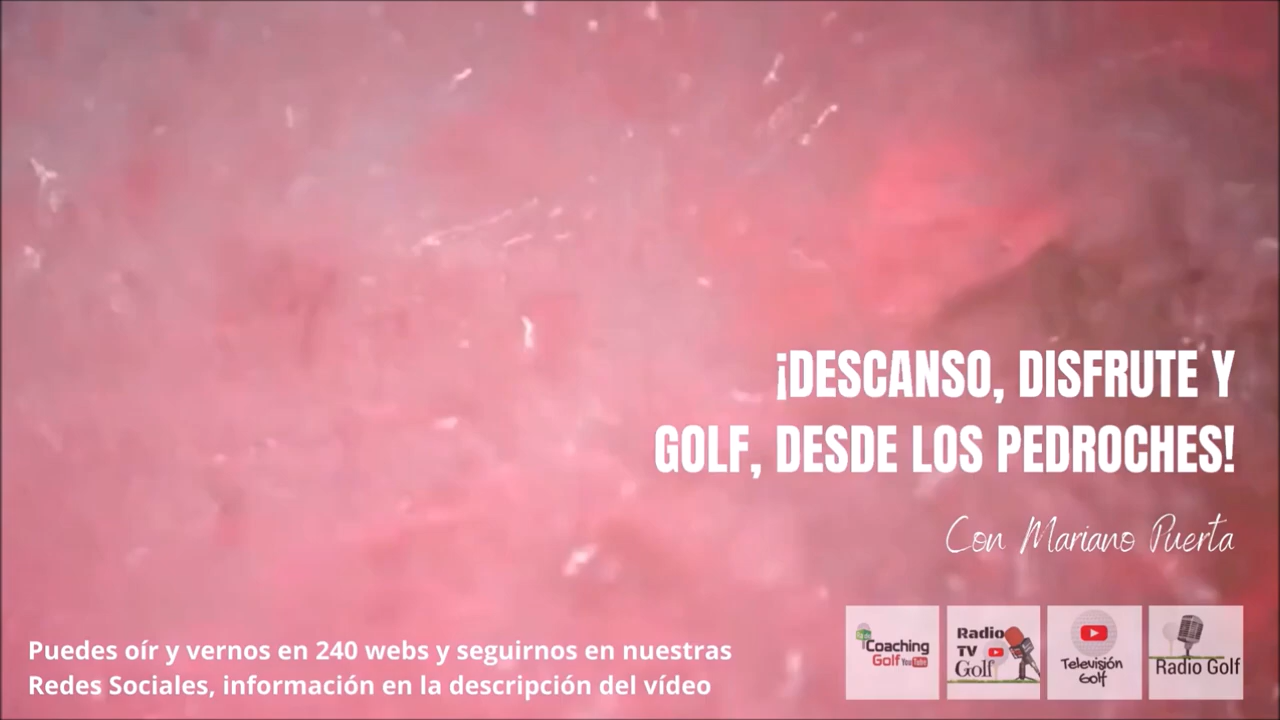 ¡DESCANSO, DISFRUTE Y
GOLF, DESDE LOS PEDROCHES!
Con Mariano Puerta
Puedes oír y vernos en 240 webs y seguirnos en nuestras
Redes Sociales, información en la descripción del vídeo
Coaching
Golf YouTube
Radio
TV
Golf
Televisión
Golf
Radio Golf